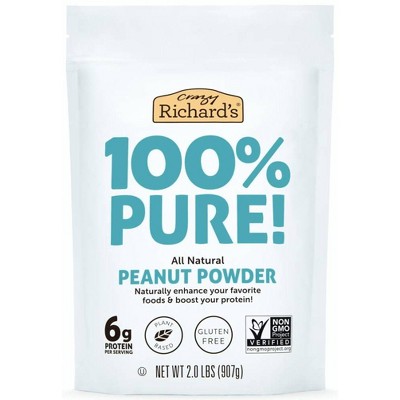 Crazy
Richard's®
100%
PURE!
All Natural
PEANUT POWDER
Naturally enhance your favorite
foods & boost your protein!
6g
PROTEIN
PER SERVING
PLANT
BASED
GLUTEN
FREE
NON
GMO
Project
VERIFIED
nongmoproject.org
U
NET WT 2.0 LBS (907g)